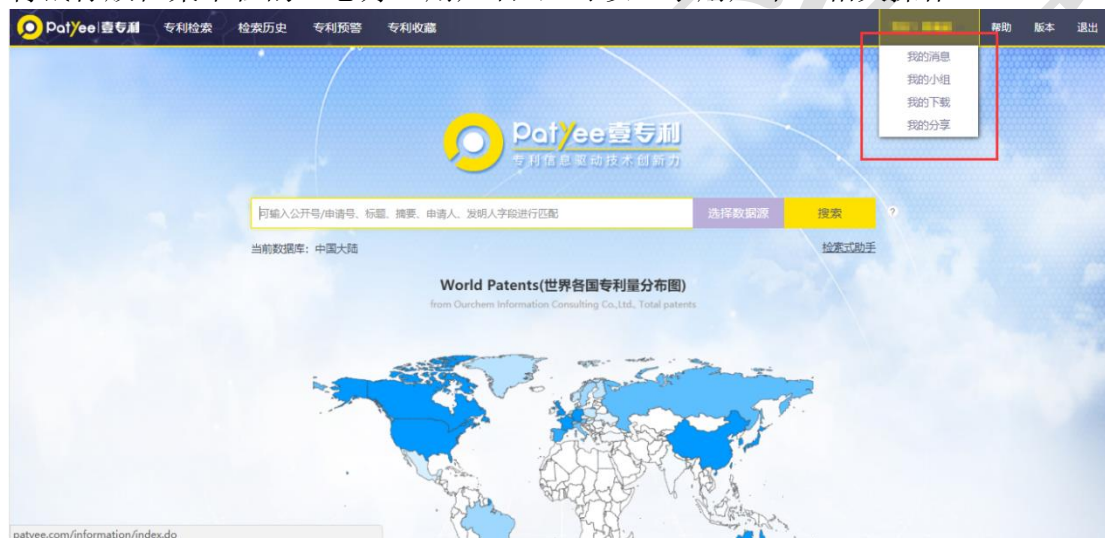 Patyee 壹专利 专利检索 检索历史 专利预警 专利收藏 帮助 版本 退出
我的消息
我的小组
我的下载
我的分享
Patyee壹专利
专利信息驱动技术创新力
可输入公开号/申请号、标题、摘要、申请人、发明人字段进行匹配 选择数据源 搜索 ?
当前数据库：中国大陆 检索式助手
World Patents(世界各国专利量分布图)
from Ourchem Information Consulting Co.,Ltd., Total patents
patyee.com/information/index.do